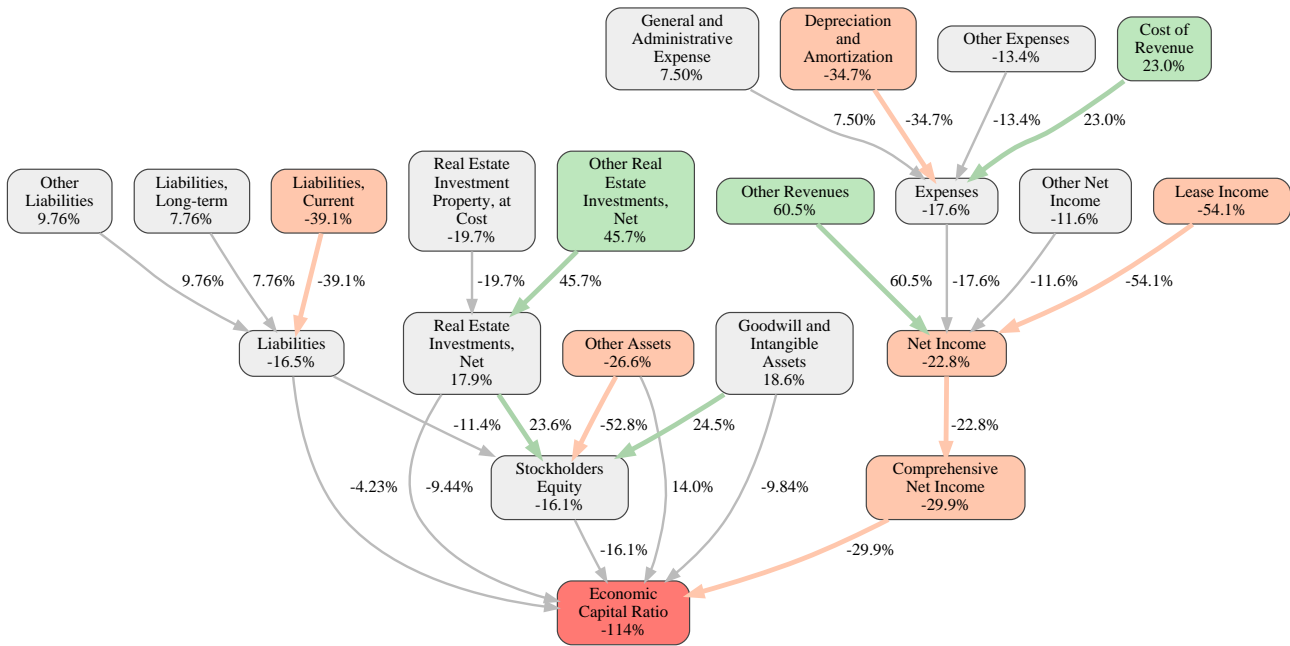 General and
Administrative
Expense
7.50%
Depreciation
and
Amortization
-34.7%
Other Expenses
-13.4%
Cost of
Revenue
23.0%
7.50%
-34.7%
-13.4%
23.0%
Other
Liabilities
9.76%
Liabilities,
Long-term
7.76%
Liabilities,
Current
-39.1%
Real Estate
Investment
Property, at
Cost
-19.7%
Other Real
Estate
Investments,
Net
45.7%
Other Revenues
60.5%
Expenses
-17.6%
Other Net
Income
-11.6%
Lease Income
-54.1%
9.76%
7.76%
-39.1%
-19.7%
45.7%
60.5%
-17.6%
-11.6%
-54.1%
Liabilities
-16.5%
Real Estate
Investments,
Net
17.9%
Other Assets
-26.6%
Goodwill and
Intangible
Assets
18.6%
Net Income
-22.8%
-11.4%
23.6%
-52.8%
24.5%
-22.8%
Stockholders
Equity
-16.1%
Comprehensive
Net Income
-29.9%
-4.23%
-9.44%
14.0%
-9.84%
-16.1%
-29.9%
Economic
Capital Ratio
-114%